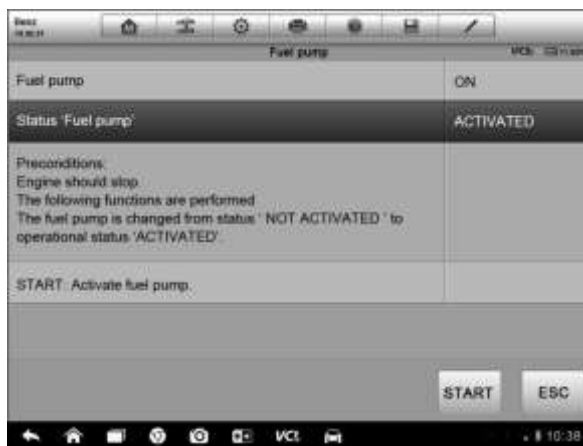 Benz
Fuel pump
VCI:
Fuel pump
ON
Status 'Fuel pump'
ACTIVATED
Preconditions:
Engine should stop
The following functions are performed
The fuel pump is changed from status ' NOT ACTIVATED ' to
operational status 'ACTIVATED'.
START: Activate fuel pump.
START
ESC
VCI
10:38